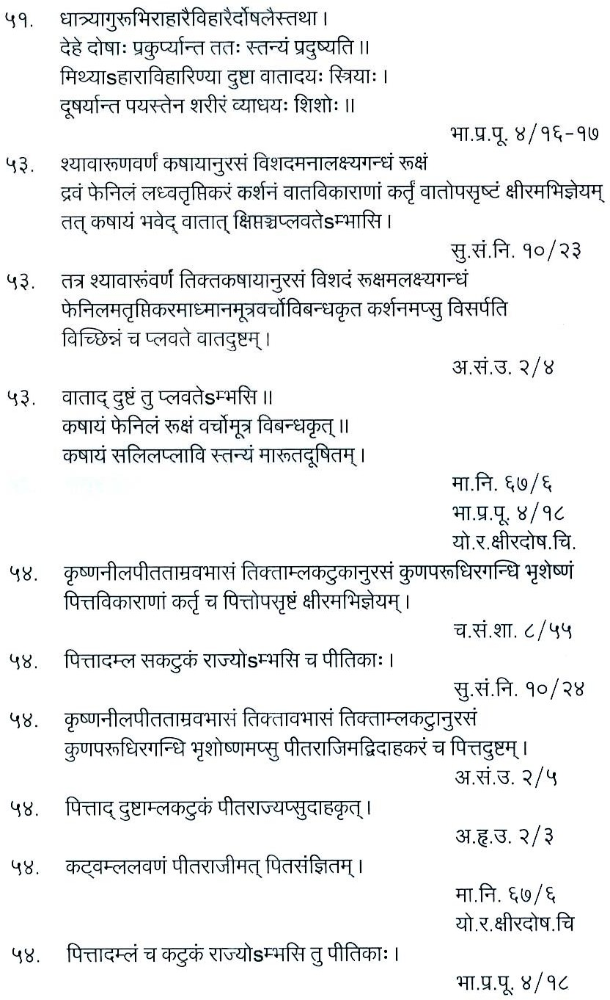 ५१. धात्र्यागुरूभिराहारैविहारैर्दोषलैस्तथा ।
देहे दोषाः प्रकुर्प्यान्त ततः स्तन्यं प्रदुष्यति ॥
मिथ्याऽहाराविहारिण्या दुष्टा वातादयः स्त्रियाः ।
दूषर्यान्त पयस्तेन शरीरं व्याधयः शिशोः ॥
भा.प्र.पू. ४/१६-१७
५३. श्यावारूणवर्णं कषायानुरसं विशदमनालक्ष्यगन्धं रूक्षं
द्रवं फेनिलं लध्वतृप्तिकरं कर्शनं वातविकाराणां कर्तृं वातोपसृष्टं क्षीरमभिज्ञेयम्
तत् कषायं भवेद् वातात् क्षिप्तञ्चप्लवतेऽम्भासि ।
सु.सं.नि. १०/२३
५३. तत्र श्यावारूंवर्णं तिक्तकषायानुरसं विशदं रूक्षमलक्ष्यगन्धं
फेनिलमतृप्तिकरमाध्मानमूत्रवर्चोविबन्धकृत कर्शनमप्सु विसर्पति
विच्छिन्नं च प्लवते वातदुष्टम् ।
अ.सं.उ. २/४
५३. वाताद् दुष्टं तु प्लवतेऽम्भसि ॥
कषायं फेनिलं रूक्षं वर्चोमूत्र विबन्धकृत् ॥
कषायं सलिलप्लावि स्तन्यं मारूतदूषितम् ।
मा.नि. ६७/६
भा.प्र.पू. ४/१८
यो.र.क्षीरदोष.चि.
५४. कृष्णनीलपीतताम्रवभासं तिक्ताम्लकटुकानुरसं कुणपरूधिरगन्धि भृशेष्णं
पित्तविकाराणां कर्तृ च पित्तोपसृष्टं क्षीरमभिज्ञेयम् ।
च.सं.शा. ८/५५
५४. पित्तादम्ल सकटुकं राज्योऽम्भसि च पीतिकाः ।
सु.सं.नि. १०/२४
५४. कृष्णनीलपीतताम्रवभासं तिक्तावभासं तिक्ताम्लकटानुरसं
कुणपरूधिरगन्धि भृशोष्णमप्सु पीतराजिमद्विदाहकरं च पित्तदुष्टम् ।
अ.सं.उ. २/५
५४. पित्ताद् दुष्टाम्लकटुकं पीतराज्यप्सुदाहकृत् ।
अ.हृ.उ. २/३
५४. कट्वम्ललवणं पीतराजीमत् पितसंज्ञितम् ।
मा.नि. ६७/६
यो.र.क्षीरदोष.चि
५४. पित्तादम्लं च कटुकं राज्योऽम्भसि तु पीतिकाः ।
भा.प्र.पू. ४/१८